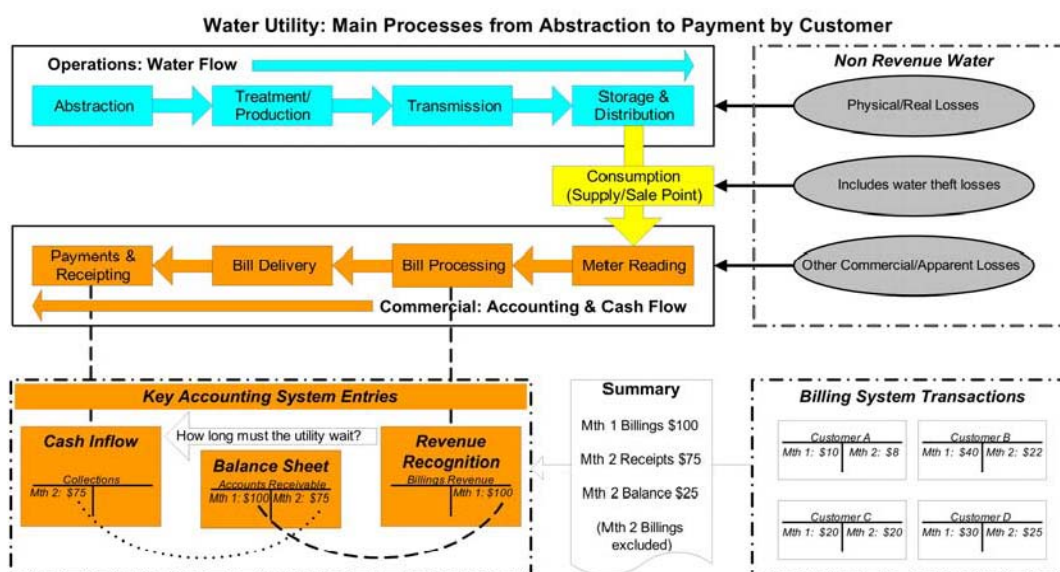 Water Utility: Main Processes from Abstraction to Payment by Customer
Operations: Water Flow
Abstraction
Treatment/
Production
Transmission
Storage &
Distribution
Consumption
(Supply/Sale Point)
Non Revenue Water
Physical/Real Losses
Includes water theft losses
Other Commercial/Apparent Losses
Payments &
Receipting
Bill Delivery
Bill Processing
Meter Reading
Commercial: Accounting & Cash Flow
Key Accounting System Entries
Cash Inflow
Collections
Mth 2: $75
How long must the utility wait?
Balance Sheet
Accounts Receivable
Mth 1: $100 Mth 2: $75
Revenue
Recognition
Billings Revenue
Mth 1: $100
Summary
Mth 1 Billings $100
Mth 2 Receipts $75
Mth 2 Balance $25
(Mth 2 Billings
excluded)
Billing System Transactions
Customer A
Mth 1: $10 Mth 2: $8
Customer B
Mth 1: $40 Mth 2: $22
Customer C
Mth 1: $20 Mth 2: $20
Customer D
Mth 1: $30 Mth 2: $25